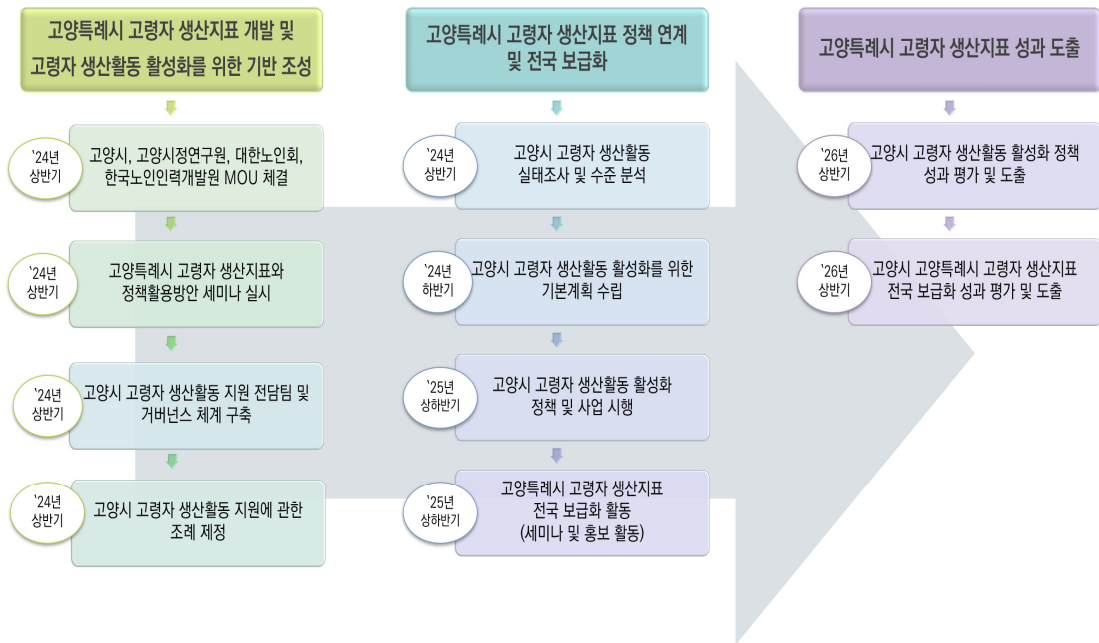 고양특례시 고령자 생산지표 개발 및
고령자 생산활동 활성화를 위한 기반 조성
`24년
상반기
고양시, 고양시정연구원, 대한노인회,
한국노인인력개발원 MOU 체결
`24년
상반기
고양특례시 고령자 생산지표와
정책활용방안 세미나 실시
`24년
상반기
고양시 고령자 생산활동 지원 전담팀 및
거버넌스 체계 구축
`24년
상반기
고양시 고령자 생산활동 지원에 관한
조례 제정
고양특례시 고령자 생산지표 정책 연계
및 전국 보급화
`24년
상반기
고양시 고령자 생산활동
실태조사 및 수준 분석
`24년
하반기
고양시 고령자 생산활동 활성화를 위한
기본계획 수립
`25년
상하반기
고양시 고령자 생산활동 활성화
정책 및 사업 시행
`25년
상하반기
고양특례시 고령자 생산지표
전국 보급화 활동
(세미나 및 홍보 활동)
고양특례시 고령자 생산지표 성과 도출
`26년
상반기
고양시 고령자 생산활동 활성화 정책
성과 평가 및 도출
`26년
상반기
고양시 고양특례시 고령자 생산지표
전국 보급화 성과 평가 및 도출